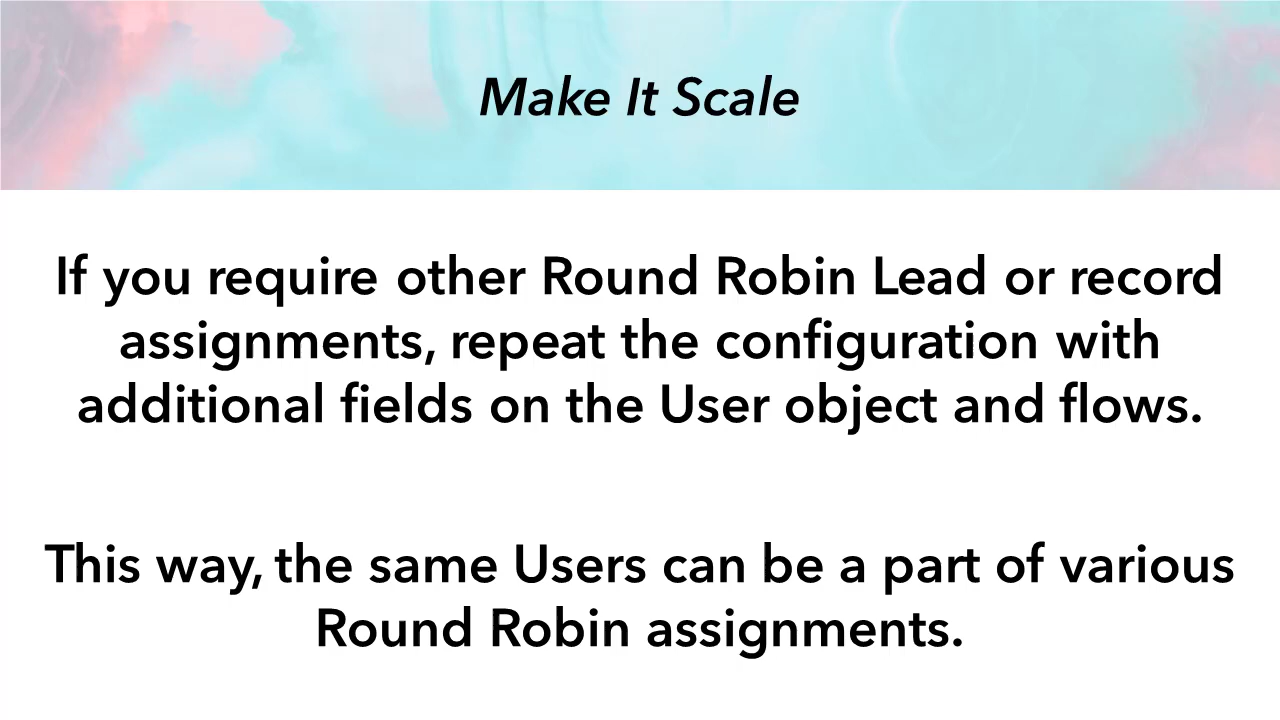 Make It Scale
If you require other Round Robin Lead or record
assignments, repeat the configuration with
additional fields on the User object and flows.
This way, the same Users can be a part of various
Round Robin assignments.